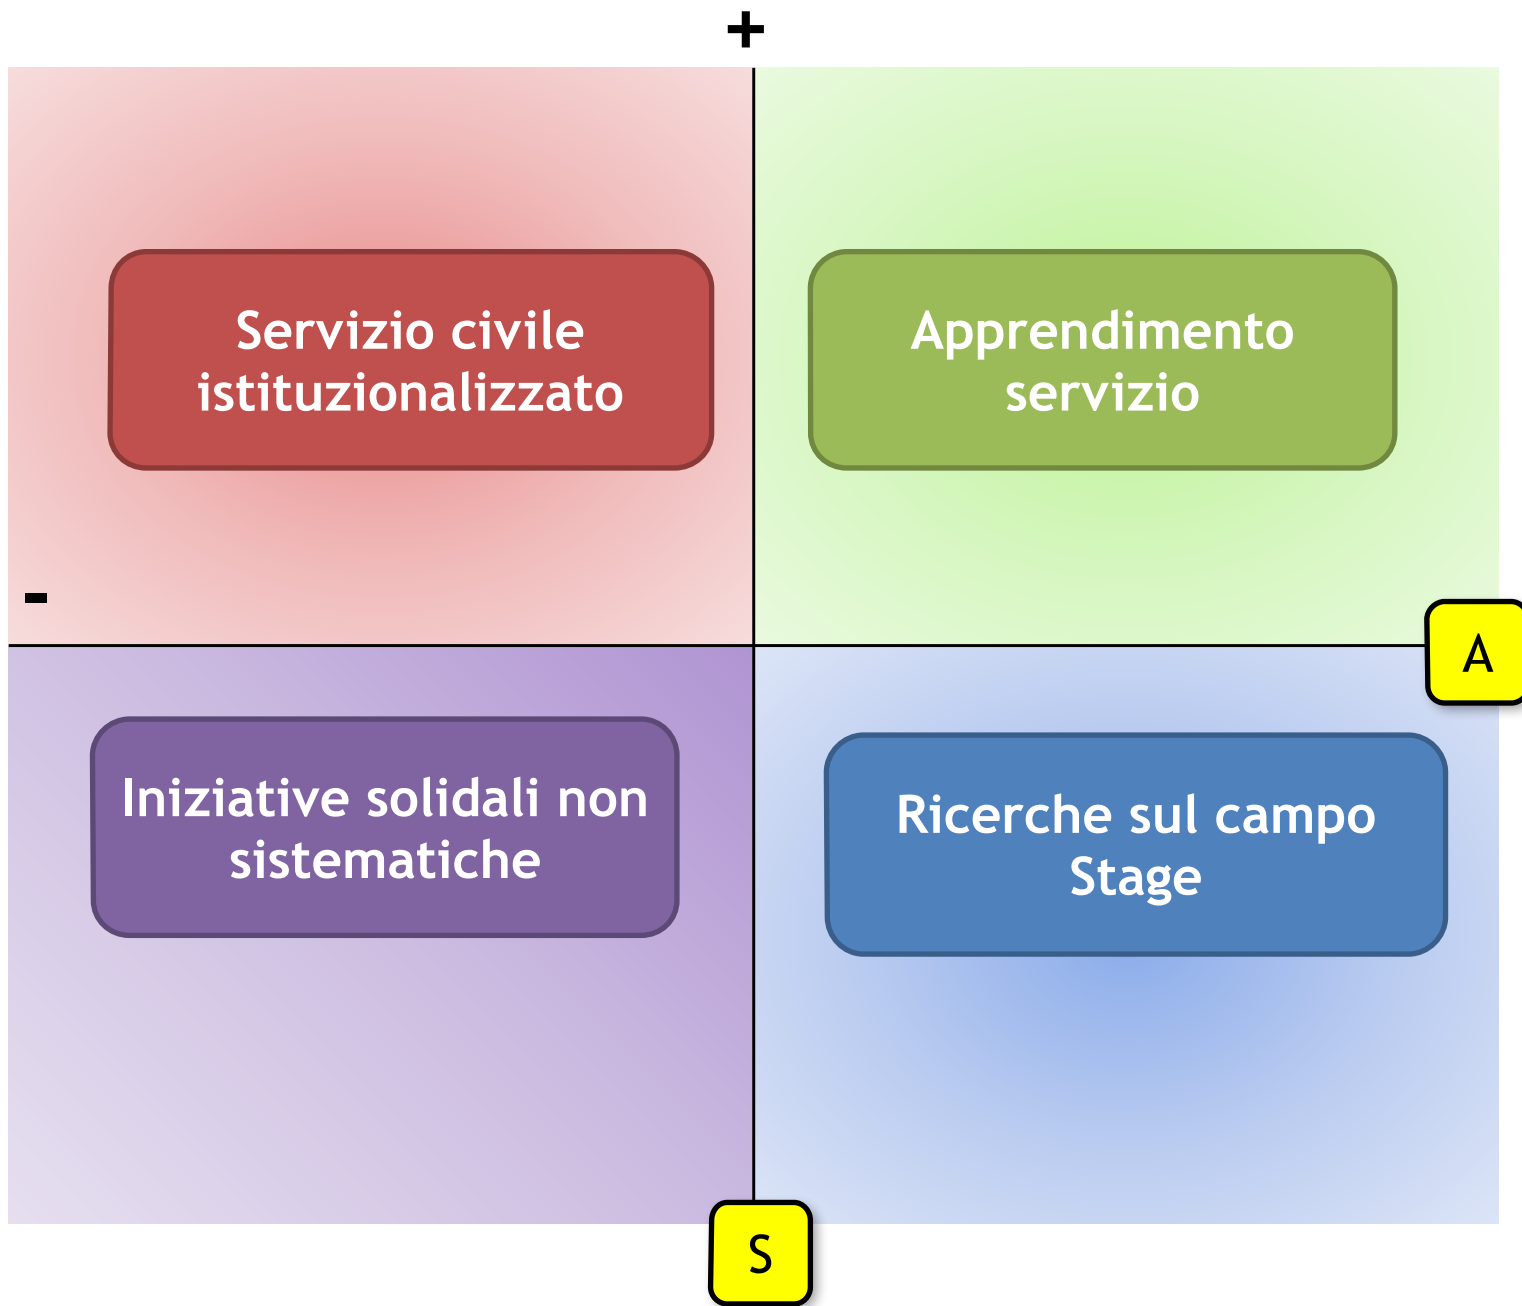 +
Servizio civile
istituzionalizzato
Apprendimento
servizio
-
A
Iniziative solidali non
sistematiche
Ricerche sul campo
Stage
S